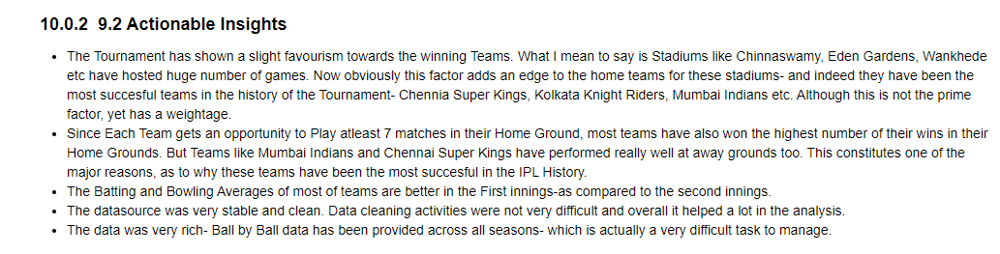 10.0.2 9.2 Actionable Insights
• The Tournament has shown a slight favourism towards the winning Teams. What I mean to say is Stadiums like Chinnaswamy, Eden Gardens, Wankhede
etc have hosted huge number of games. Now obviously this factor adds an edge to the home teams for these stadiums- and indeed they have been the
most succesful teams in the history of the Tournament- Chennia Super Kings, Kolkata Knight Riders, Mumbai Indians etc. Although this is not the prime
factor, yet has a weightage.
• Since Each Team gets an opportunity to Play atleast 7 matches in their Home Ground, most teams have also won the highest number of their wins in their
Home Grounds. But Teams like Mumbai Indians and Chennai Super Kings have performed really well at away grounds too. This constitutes one of the
major reasons, as to why these teams have been the most succesful in the IPL History.
• The Batting and Bowling Averages of most of teams are better in the First innings-as compared to the second innings.
• The datasource was very stable and clean. Data cleaning activities were not very difficult and overall it helped a lot in the analysis.
• The data was very rich- Ball by Ball data has been provided across all seasons- which is actually a very difficult task to manage.